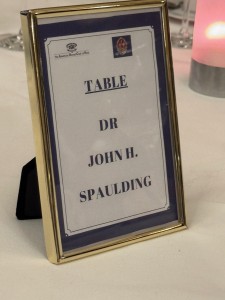 TABLE
DR
JOHN H.
SPAULDING